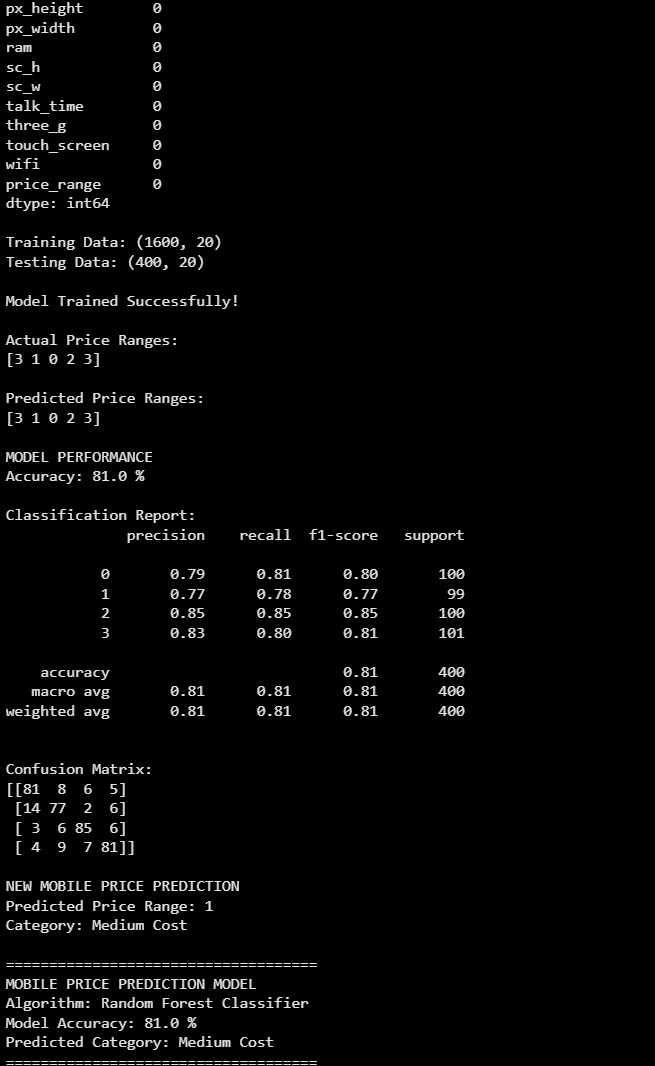 px_height 0
px_width 0
ram 0
sc_h 0
sc_w 0
talk_time 0
three_g 0
touch_screen 0
wifi 0
price_range 0
dtype: int64
Training Data: (1600, 20)
Testing Data: (400, 20)
Model Trained Successfully!
Actual Price Ranges:
[3 1 0 2 3]
Predicted Price Ranges:
[3 1 0 2 3]
MODEL PERFORMANCE
Accuracy: 81.0 %
Classification Report:
precision recall f1-score support
0 0.79 0.81 0.80 100
1 0.77 0.78 0.77 99
2 0.85 0.85 0.85 100
3 0.83 0.80 0.81 101
accuracy 0.81 400
macro avg 0.81 0.81 0.81 400
weighted avg 0.81 0.81 0.81 400
Confusion Matrix:
[[81 8 6 5]
[14 77 2 6]
[ 3 6 85 6]
[ 4 9 7 81]]
NEW MOBILE PRICE PREDICTION
Predicted Price Range: 1
Category: Medium Cost
====================================
MOBILE PRICE PREDICTION MODEL
Algorithm: Random Forest Classifier
Model Accuracy: 81.0 %
Predicted Category: Medium Cost
====================================